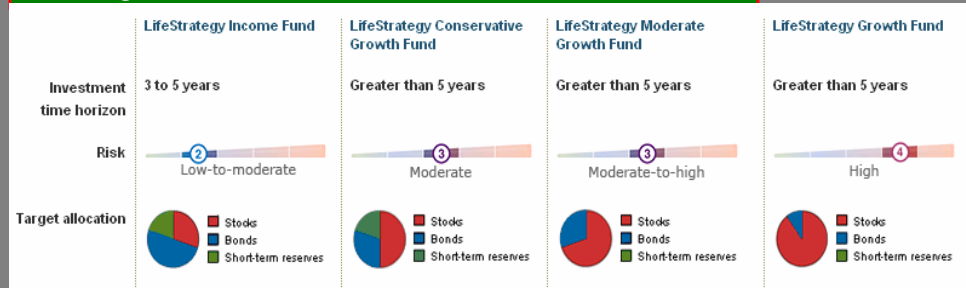 LifeStrategy Income Fund
LifeStrategy Conservative
Growth Fund
LifeStrategy Moderate
Growth Fund
LifeStrategy Growth Fund
Investment
time horizon
3 to 5 years
Greater than 5 years
Greater than 5 years
Greater than 5 years
Risk
2
Low-to-moderate
3
Moderate
3
Moderate-to-high
4
High
Target allocation
Stocks
Bonds
Short-term reserves
Stocks
Bonds
Short-term reserves
Stocks
Bonds
Short-term reserves
Stocks
Bonds
Short-term reserves